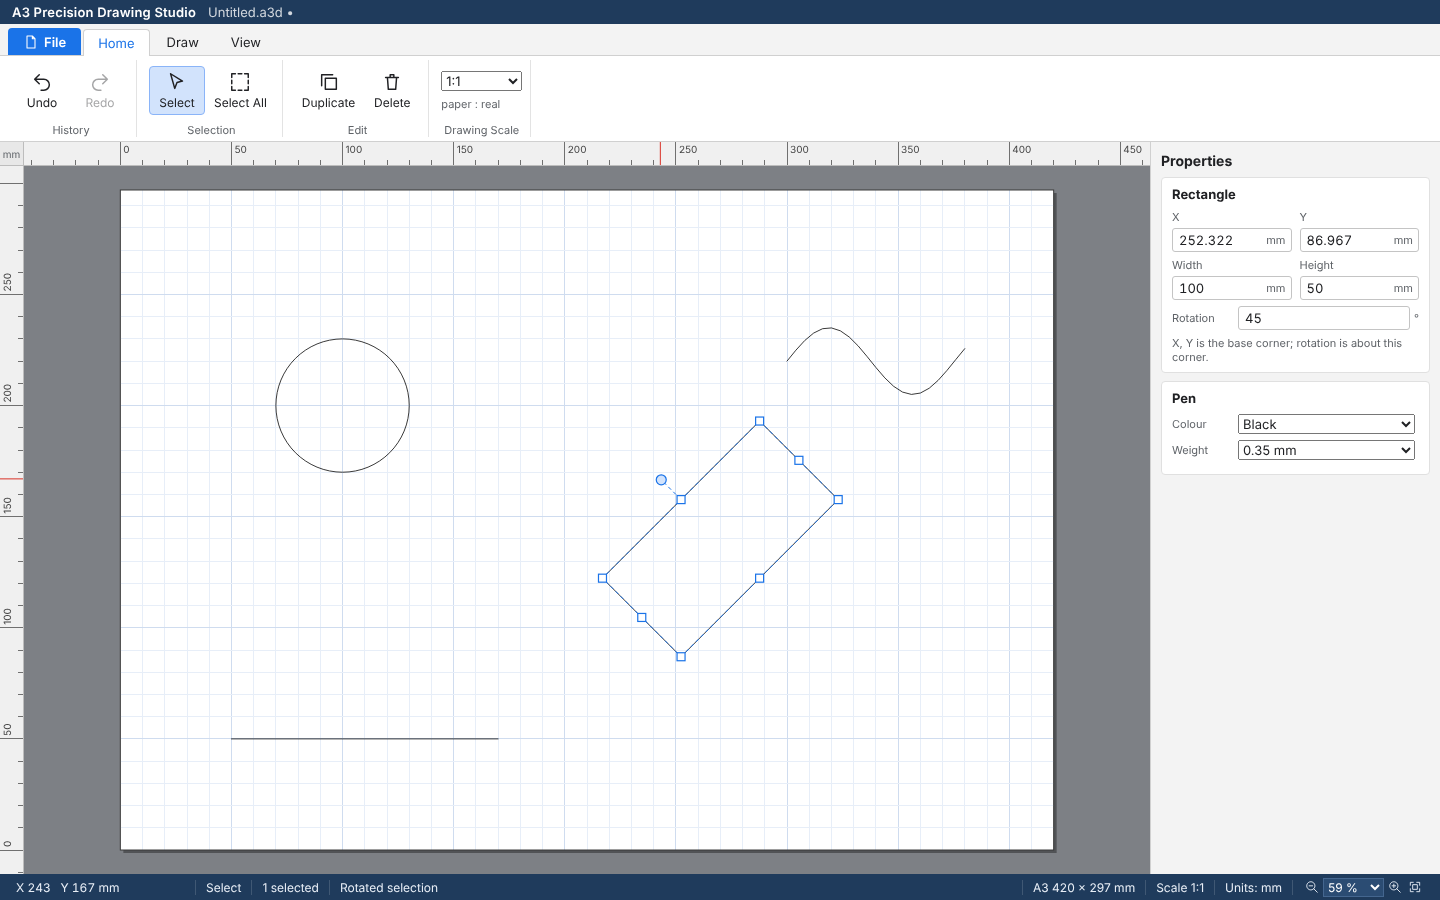 A3 Precision Drawing Studio Untitled.a3d •
File Home Draw View
Undo Redo Select Select All Duplicate Delete 1:1
paper : real
History Selection Edit Drawing Scale
mm 0 50 100 150 200 250 300 350 400 450
250
200
150
100
50
0
Properties
Rectangle
X Y
252.322 mm 86.967 mm
Width Height
100 mm 50 mm
Rotation 45 °
X, Y is the base corner; rotation is about this
corner.
Pen
Colour Black
Weight 0.35 mm
X 243 Y 167 mm Select 1 selected Rotated selection A3 420 × 297 mm Scale 1:1 Units: mm 59 %